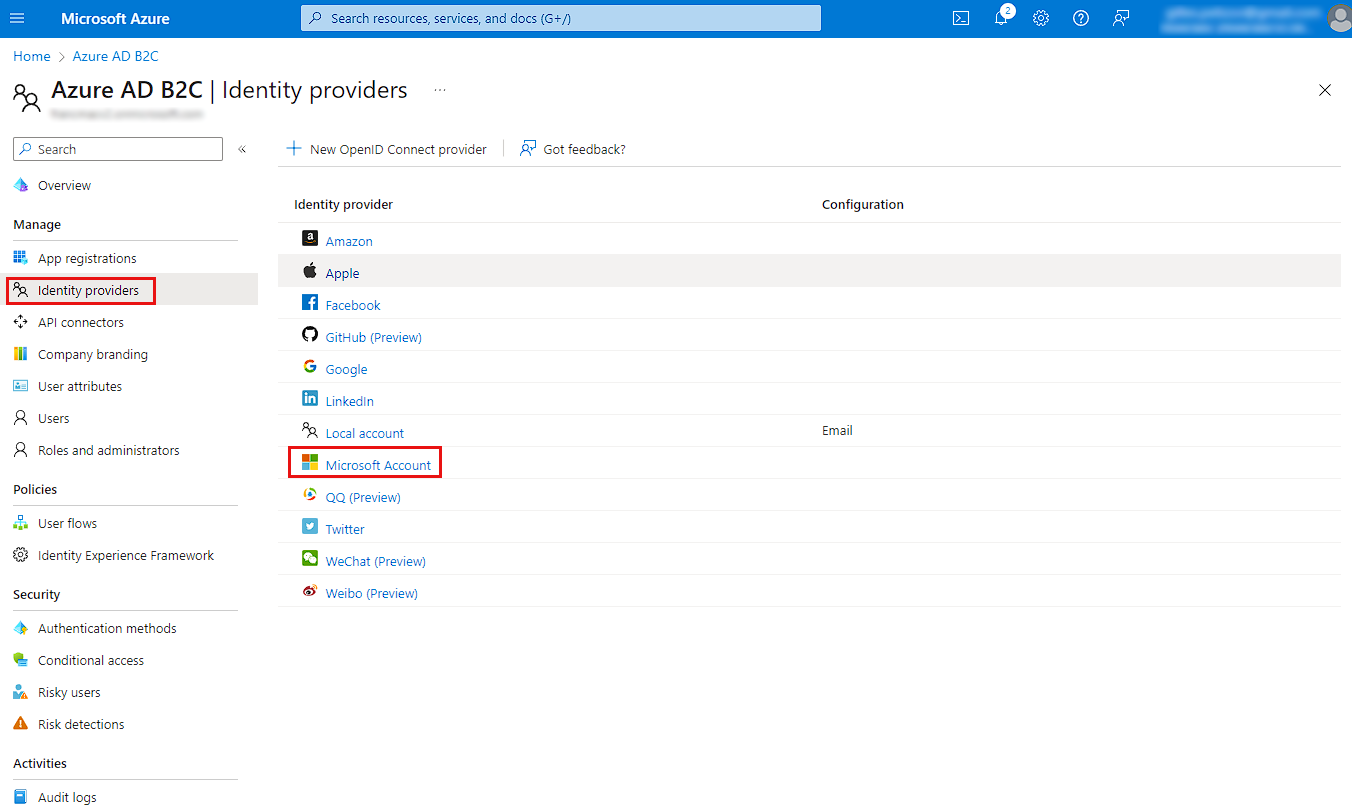 Microsoft Azure
Search resources, services, and docs (G+/)
2
Home > Azure AD B2C
Azure AD B2C | Identity providers ...
Search «
Overview
Manage
App registrations
Identity providers
API connectors
Company branding
User attributes
Users
Roles and administrators
Policies
User flows
Identity Experience Framework
Security
Authentication methods
Conditional access
Risky users
Risk detections
Activities
Audit logs
New OpenID Connect provider
Got feedback?
Identity provider Configuration
Amazon
Apple
Facebook
GitHub (Preview)
Google
LinkedIn
Local account Email
Microsoft Account
QQ (Preview)
Twitter
WeChat (Preview)
Weibo (Preview)